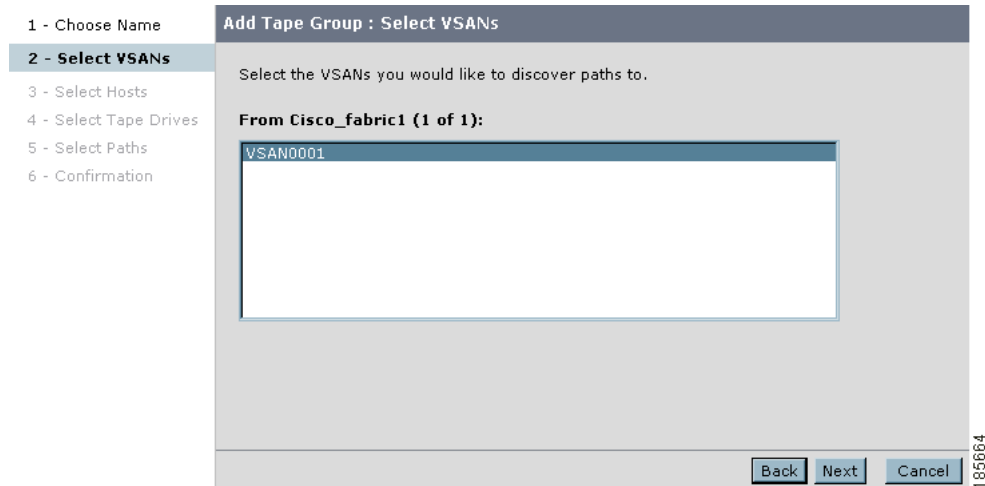 1 - Choose Name
2 - Select VSANs
3 - Select Hosts
4 - Select Tape Drives
5 - Select Paths
6 - Confirmation
Add Tape Group : Select VSANs
Select the VSANs you would like to discover paths to.
From Cisco_fabric1 (1 of 1):
VSAN0001
Back Next Cancel
185664